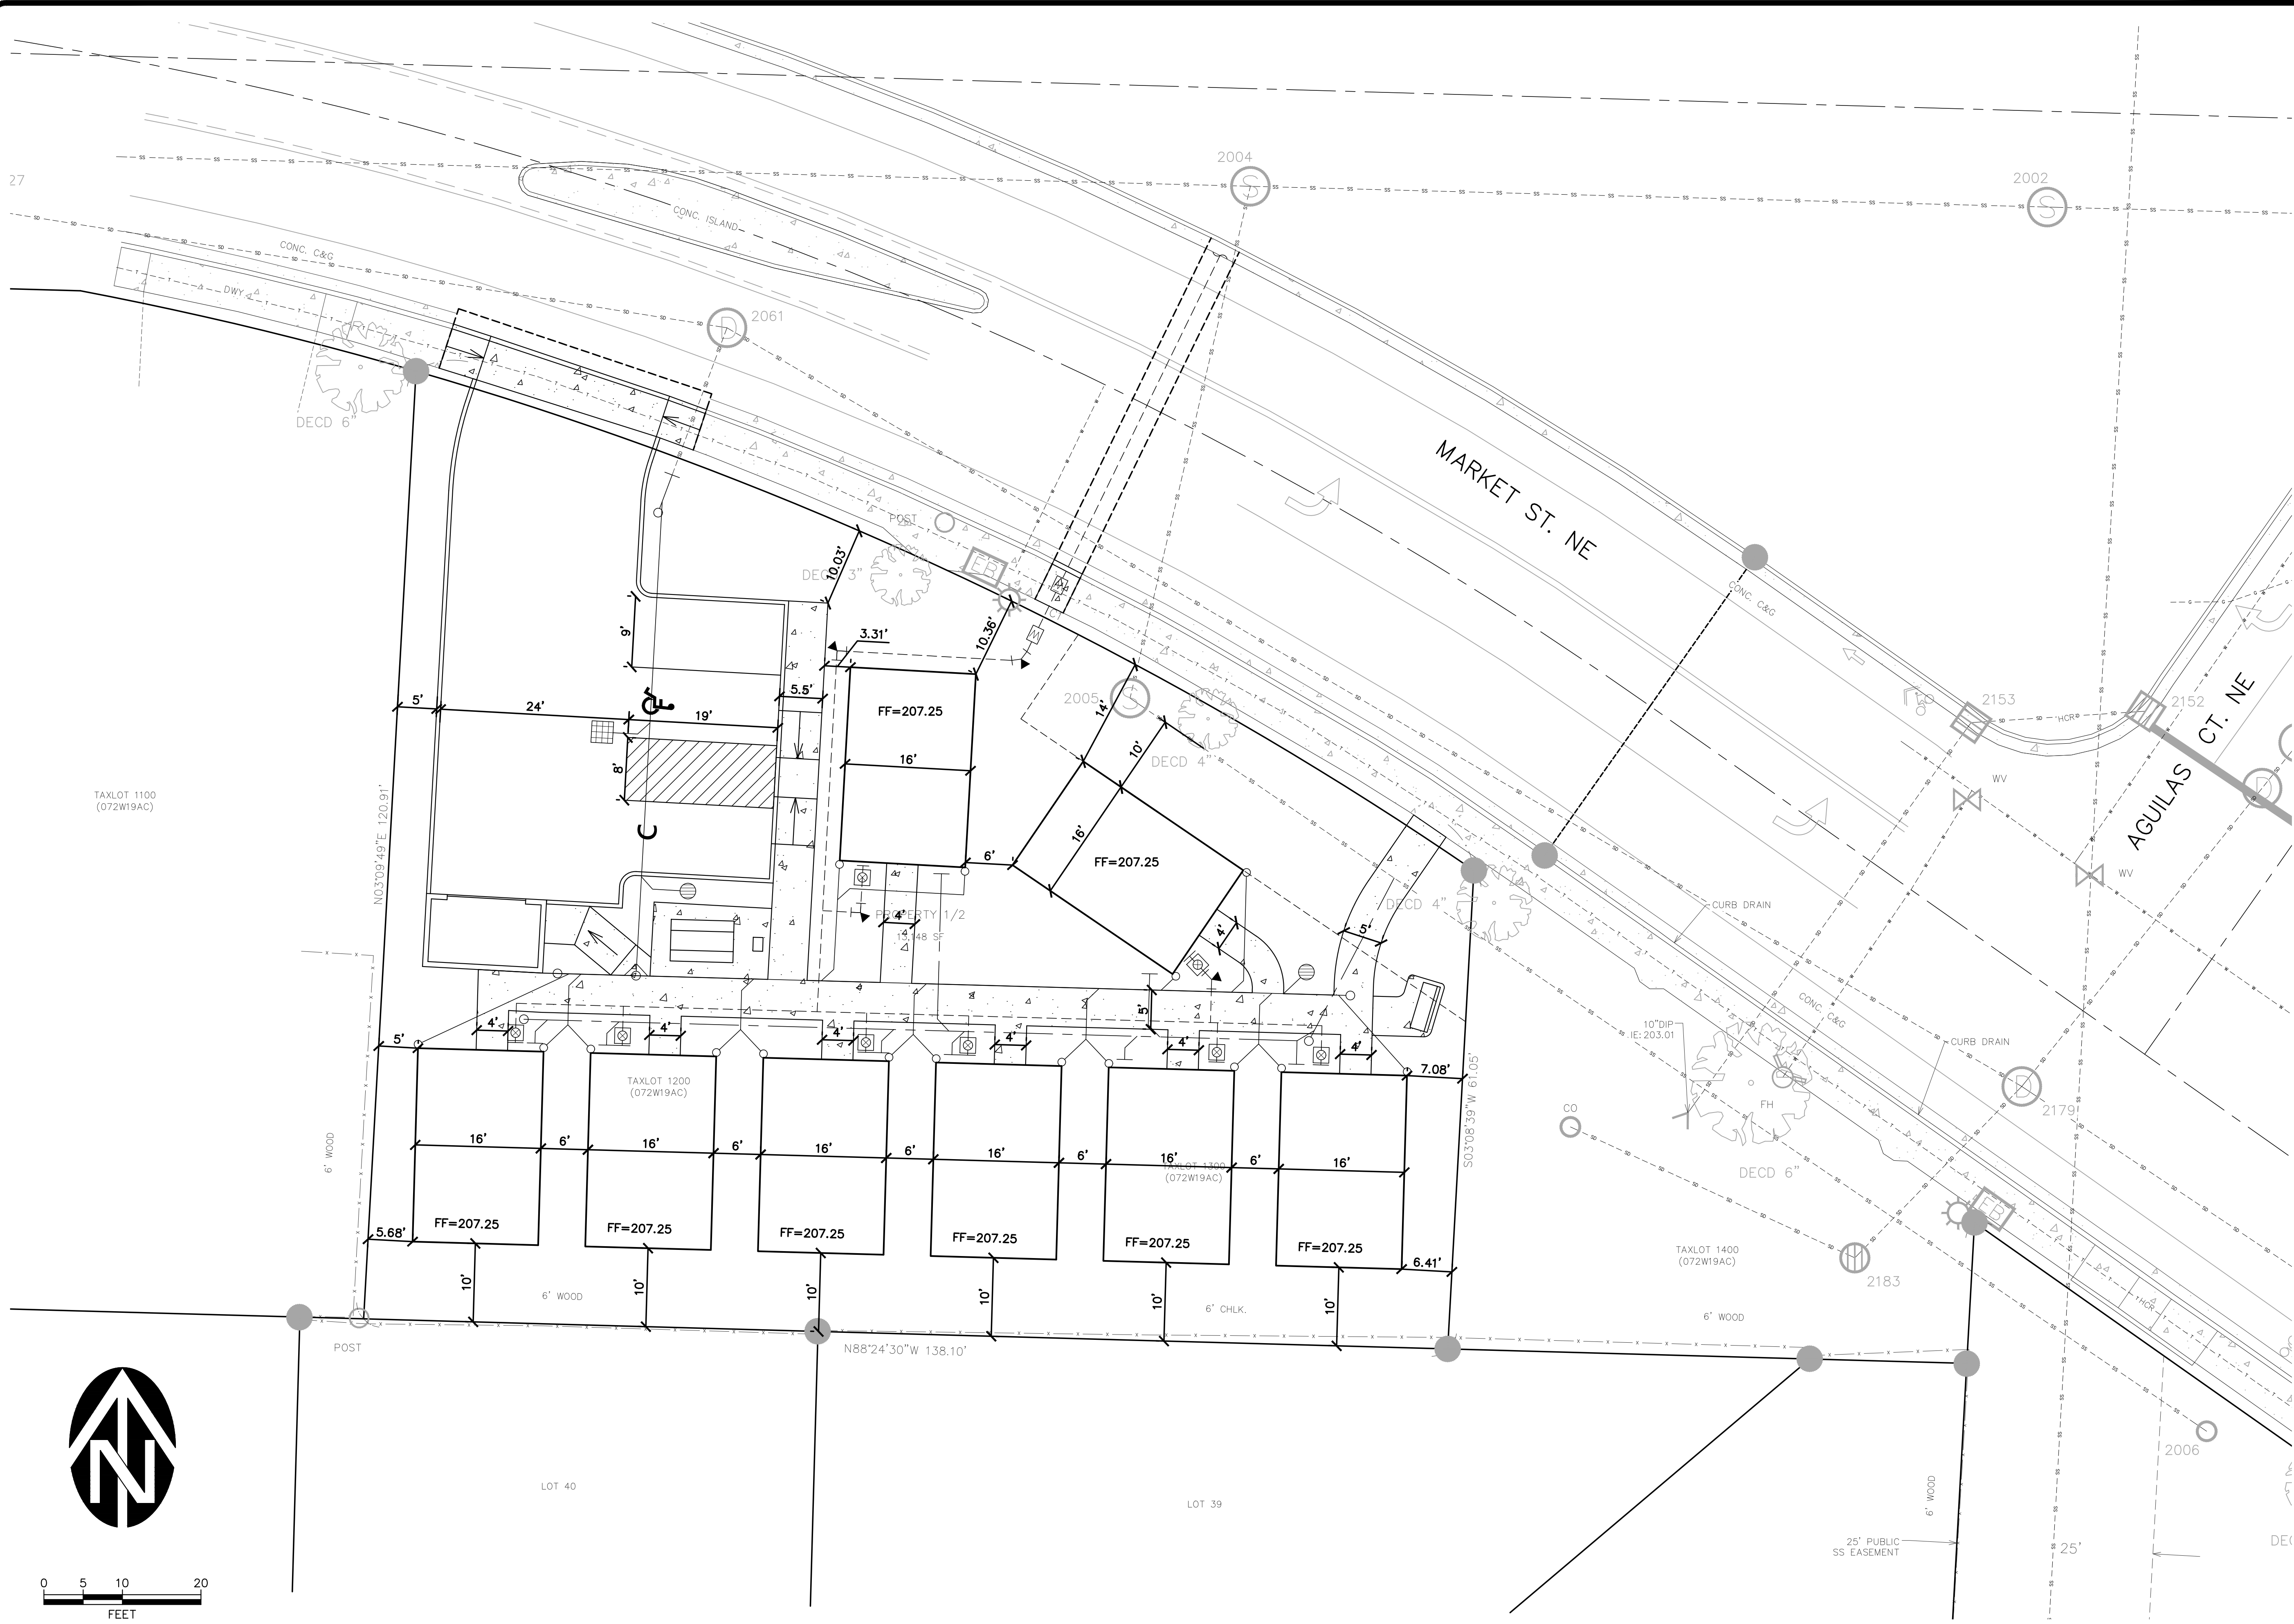 27
CONC. C&G
DWY
CONC. ISLAND
2004
2002
2061
DECD 6"
MARKET ST. NE
POST
EB
DECD 3"
10.03'
10.36'
3.31'
9'
5'
24'
19'
5.5'
8'
C
FF=207.25
16'
6'
14'
10'
16'
FF=207.25
2005
S
DECD 4"
DECD 4"
CONC. C&G
2153
HCR
2152
AGUILAS CT. NE
WV
WV
TAXLOT 1100
(072W19AC)
N03°09'49"E 120.91'
PROPERTY 1/2
13,148 SF
4'
4'
5'
5'
CURB DRAIN
CONC. C&G
10"DIP
IE:203.01
CURB DRAIN
FH
CO
2179
DECD 6"
5'
4'
4'
4'
4'
4'
4'
7.08'
S03°08'39"W 61.05'
TAXLOT 1200
(072W19AC)
TAXLOT 1300
(072W19AC)
6' WOOD
16'
6'
16'
6'
16'
6'
16'
6'
16'
6'
16'
5.68'
FF=207.25
FF=207.25
FF=207.25
FF=207.25
FF=207.25
FF=207.25
6.41'
10'
10'
10'
10'
10'
10'
6' WOOD
6' CHLK.
6' WOOD
TAXLOT 1400
(072W19AC)
2183
EB
HCR
POST
N88°24'30"W 138.10'
N
LOT 40
LOT 39
6' WOOD
25' PUBLIC
SS EASEMENT
25'
2006
0 5 10 20
FEET